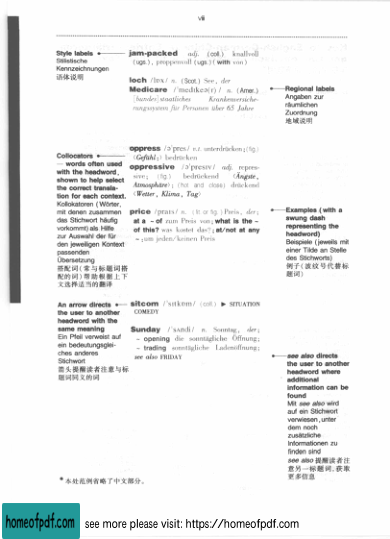 vii
Style labels
Stilistische
Kennzeichnungen
语体说明
jam-packed adj. (coll.) knallvoll
(ugs.), proppenvoll (ugs.) (with von)
loch /lɒx/ n. (Scot.) See, der
Medicare n. (Amer.)
[bundes]staatliches Krankenversiche-
rungssystem für Personen über 65 Jahre
Regional labels
Angaben zur
räumlichen
Zuordnung
地域说明
Collocators
— words often used
with the headword,
shown to help select
the correct transla-
tion for each context.
Kollokatoren (Wörter,
mit denen zusammen
das Stichwort häufig
vorkommt) als Hilfe
zur Auswahl der für
den jeweiligen Kontext
passenden
Übersetzung
搭配词(常与标题词搭
配的词)帮助根据上下
文选择适当的翻译
oppress /ə'pres/ v.t. unterdrücken; (fig.)
⟨Gefühl:⟩ bedrücken
oppressive /ə'presɪv/ adj. repres-
siv; (fig.) bedrückend ⟨Ängste,
Atmosphäre⟩; (hot and close) drückend
⟨Wetter, Klima, Tag⟩
price /praɪs/ n. (lit. or fig.) Preis, der;
at a ~ of zum Preis von; what is the ~
of this? was kostet das?; at/not at any
~ um jeden/keinen Preis
Examples (with a
swung dash
representing the
headword)
Beispiele (jeweils mit
einer Tilde an Stelle
des Stichworts)
例子(波纹号代替标
题词)
An arrow directs
the user to another
headword with the
same meaning
Ein Pfeil verweist auf
ein bedeutungsglei-
ches anderes
Stichwort
箭头提醒读者注意与标
题词同义的词
sitcom /'sɪtkɒm/ (coll.) ► SITUATION
COMEDY
Sunday /'sʌndɪ/ n. Sonntag, der;
~ opening die sonntägliche Öffnung;
~ trading sonntägliche Ladenöffnung;
see also FRIDAY
see also directs
the user to another
headword where
additional
information can be
found
Mit see also wird
auf ein Stichwort
verwiesen, unter
dem noch
zusätzliche
Informationen zu
finden sind
see also 提醒读者注
意另一标题词,获取
更多信息
* 本处范例省略了中文部分。
homeofpdf.com
see more please visit: https://homeofpdf.com